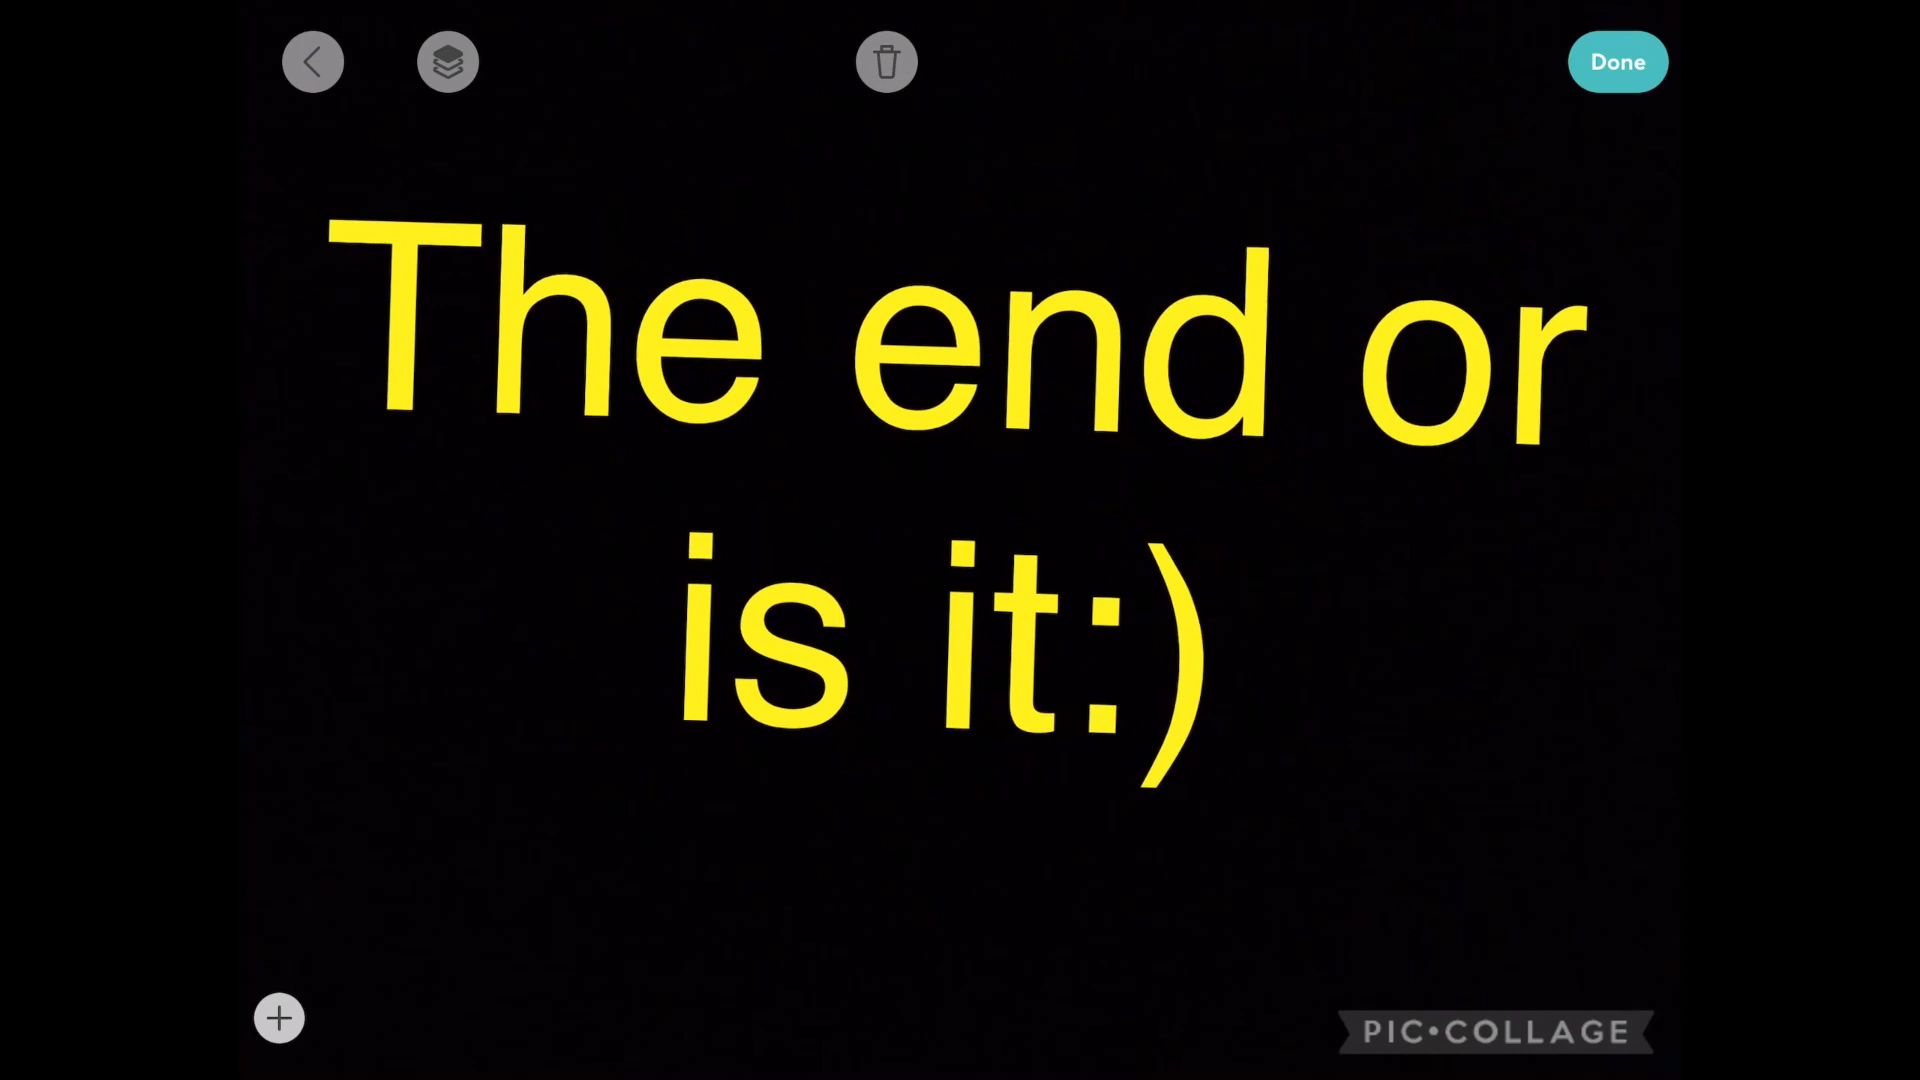 Done
The end or
is it:)
PIC•COLLAGE